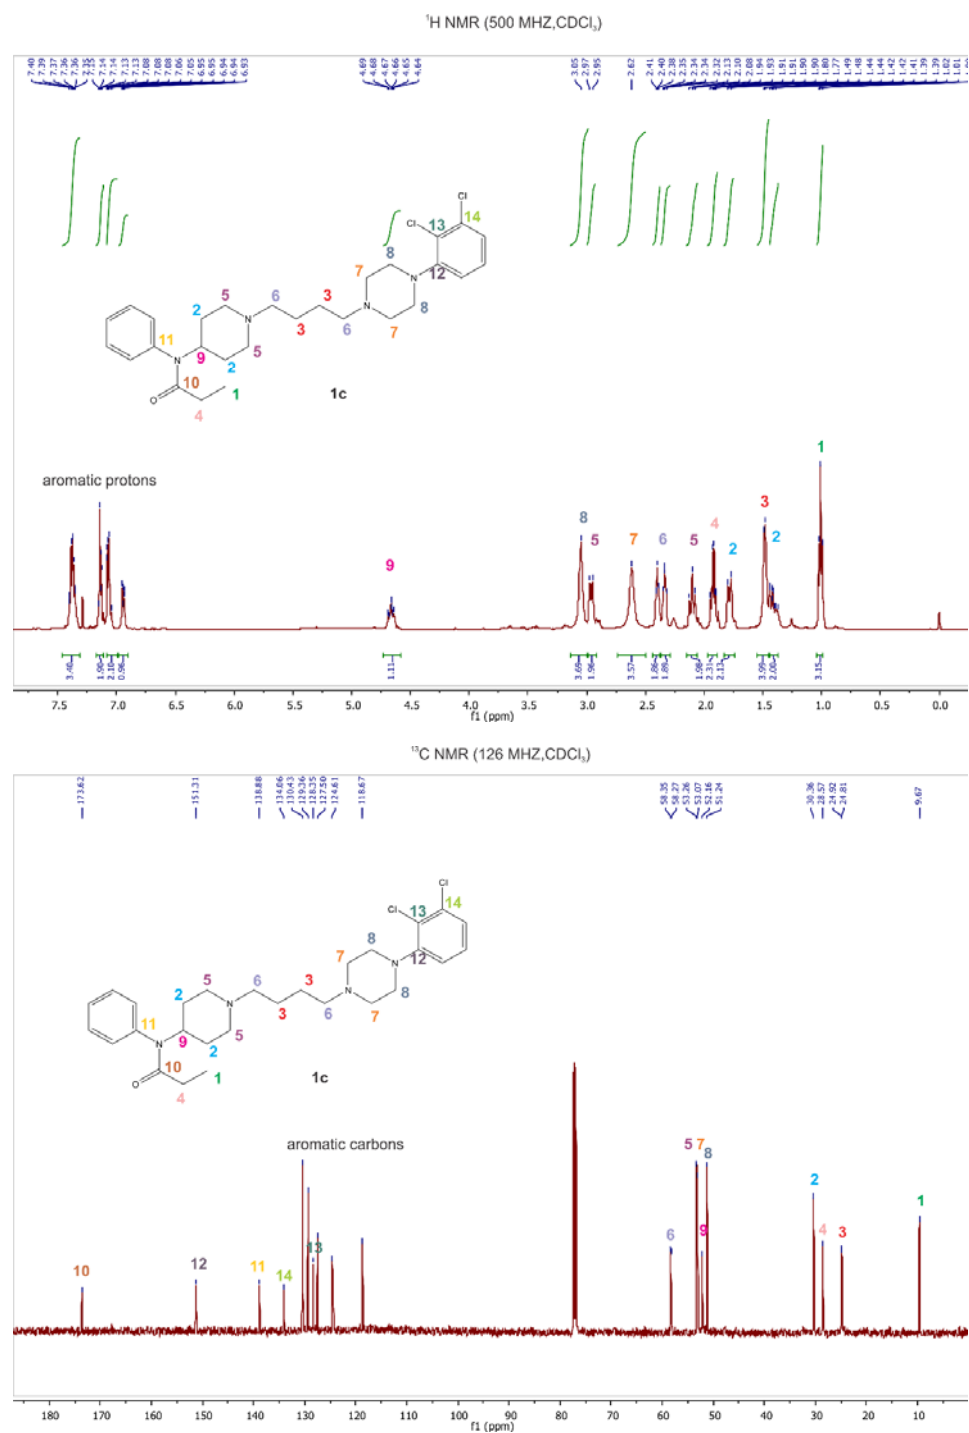 ¹H NMR (500 MHZ,CDCl₃)
7.40 7.39 7.37 7.36 7.36 2.35 7.15 7.14 7.14 7.13 7.13 7.08 7.08 7.08 7.06 7.05 6.95 6.95 6.94 6.94 6.93
4.69 4.68 4.67 4.66 4.65 4.64
3.05 2.97 2.95
2.62
2.41 2.40 2.38 2.35 2.34 2.34 2.32 2.13 2.10 2.08 1.94 1.93 1.91 1.91 1.90 1.90 1.80 1.77 1.49 1.48 1.44 1.44 1.42 1.42 1.41 1.39 1.39 1.02 1.01
Cl
Cl 13 14
8
7 N 12
5 6 3 N 8
2 N 3 6 7
11 5
N 9 2
10
O 1
4
1c
aromatic protons
9
8 5 7 6 5 4 2 3 2 1
3.40 1.90 2.10 0.96 1.11 3.69 1.96 3.57 1.86 1.89 1.98 2.31 2.13 3.99 2.00 3.15
7.5 7.0 6.5 6.0 5.5 5.0 4.5 4.0 3.5 3.0 2.5 2.0 1.5 1.0 0.5 0.0
f1 (ppm)
¹³C NMR (126 MHZ,CDCl₃)
173.62
151.31
138.88
134.06 130.43 129.36 128.35 127.50 124.61
118.67
58.35 58.27 53.26 53.07 52.16 51.24
30.36 28.57 24.92 24.81
9.67
Cl
Cl 13 14
8
7 N 12
5 6 3 N 8
2 N 3 6 7
11 5
N 9 2
10
O 1
4
1c
aromatic carbons
10 12 11 14 13 6 5 7 8 9 2 4 3 1
180 170 160 150 140 130 120 110 100 90 80 70 60 50 40 30 20 10
f1 (ppm)